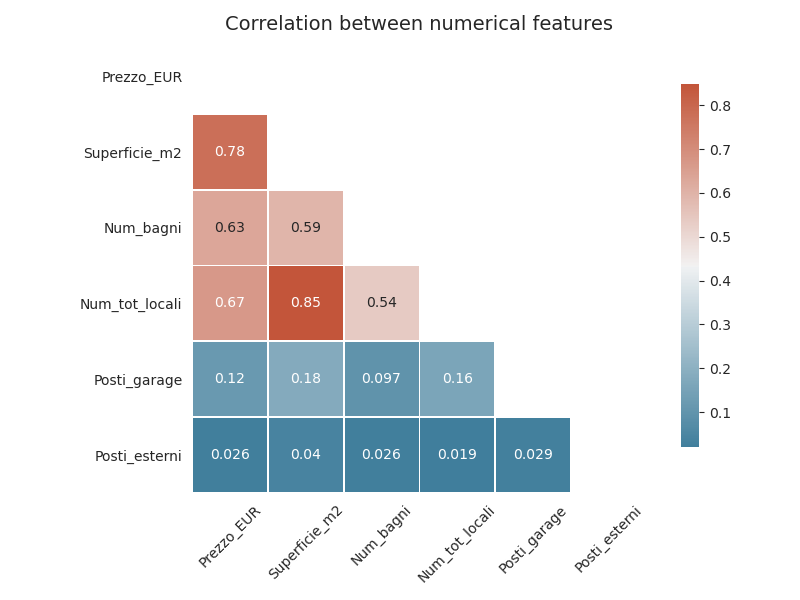 Correlation between numerical features
Prezzo_EUR
Superficie_m2
0.78
Num_bagni
0.63 0.59
Num_tot_locali
0.67 0.85 0.54
Posti_garage
0.12 0.18 0.097 0.16
Posti_esterni
0.026 0.04 0.026 0.019 0.029
Prezzo_EUR
Superficie_m2
Num_bagni
Num_tot_locali
Posti_garage
Posti_esterni
0.8
0.7
0.6
0.5
0.4
0.3
0.2
0.1